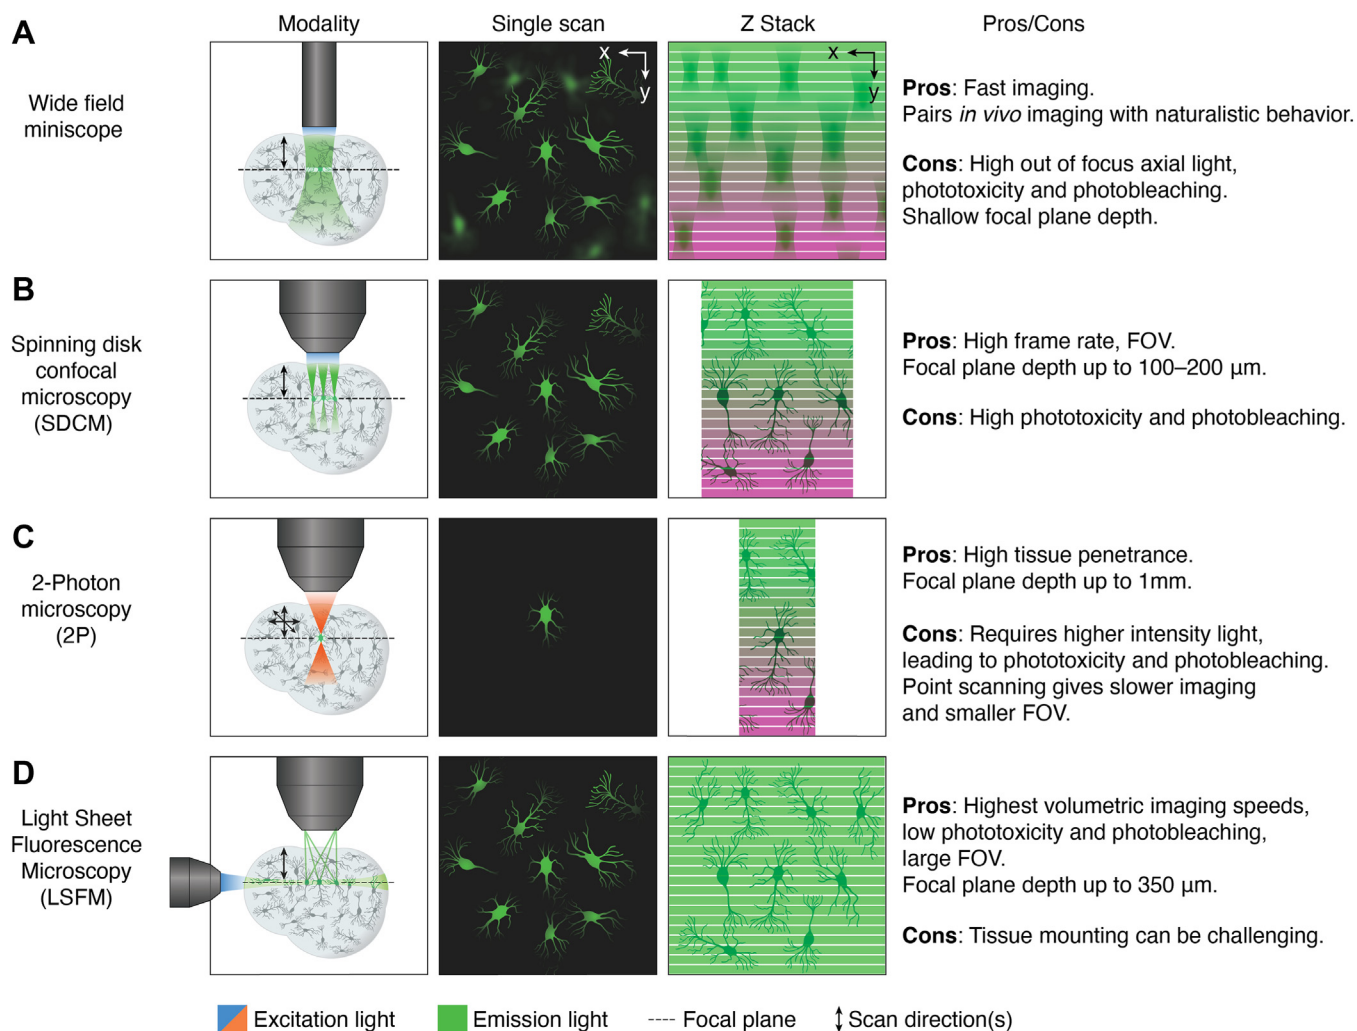 Modality
Single scan
Z Stack
Pros/Cons
A
Wide field
miniscope
x
y
x
y
Pros: Fast imaging.
Pairs in vivo imaging with naturalistic behavior.
Cons: High out of focus axial light,
phototoxicity and photobleaching.
Shallow focal plane depth.
B
Spinning disk
confocal
microscopy
(SDCM)
Pros: High frame rate, FOV.
Focal plane depth up to 100–200 µm.
Cons: High phototoxicity and photobleaching.
C
2-Photon
microscopy
(2P)
Pros: High tissue penetrance.
Focal plane depth up to 1mm.
Cons: Requires higher intensity light,
leading to phototoxicity and photobleaching.
Point scanning gives slower imaging
and smaller FOV.
D
Light Sheet
Fluorescence
Microscopy
(LSFM)
Pros: Highest volumetric imaging speeds,
low phototoxicity and photobleaching,
large FOV.
Focal plane depth up to 350 µm.
Cons: Tissue mounting can be challenging.
Excitation light
Emission light
Focal plane
Scan direction(s)